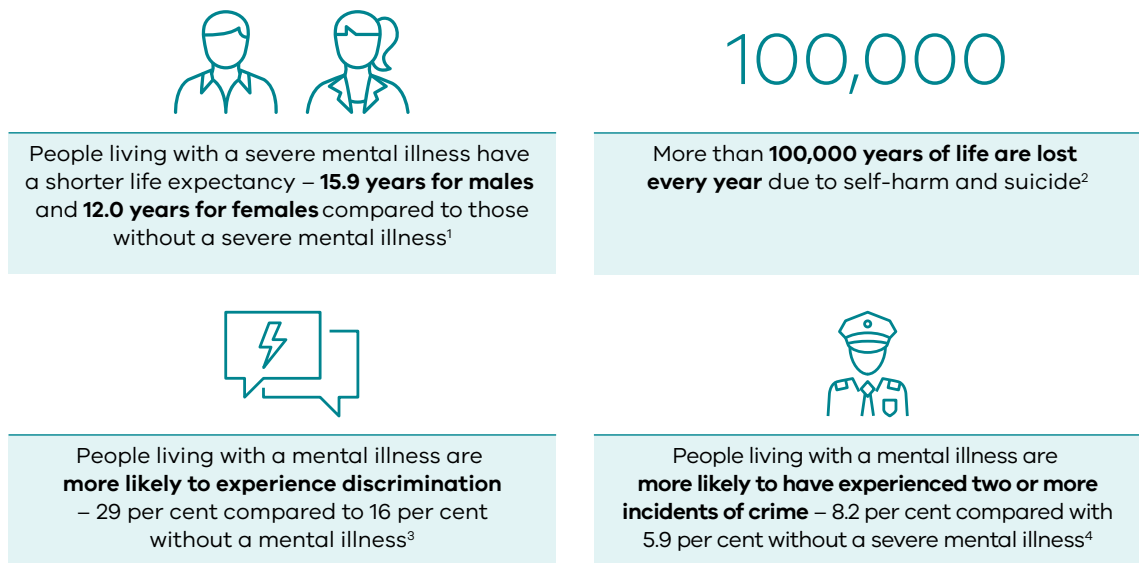 100,000
People living with a severe mental illness have
a shorter life expectancy – 15.9 years for males
and 12.0 years for females compared to those
without a severe mental illness¹
More than 100,000 years of life are lost
every year due to self-harm and suicide²
People living with a mental illness are
more likely to experience discrimination
– 29 per cent compared to 16 per cent
without a mental illness³
People living with a mental illness are
more likely to have experienced two or more
incidents of crime – 8.2 per cent compared with
5.9 per cent without a severe mental illness⁴